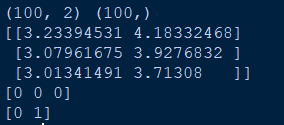 (100, 2) (100,)
[[3.23394531 4.18332468]
 [3.07961675 3.9276832 ]
 [3.01341491 3.71308   ]]
[0 0 0]
[0 1]